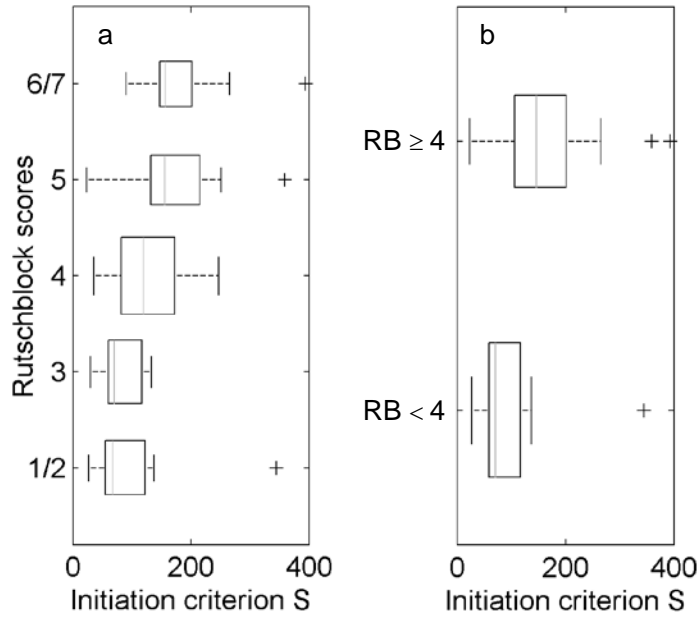 a
6/7
5
4
3
1/2
Rutschblock scores
0
200
400
Initiation criterion S
b
RB ≥ 4
RB < 4
0
200
400
Initiation criterion S